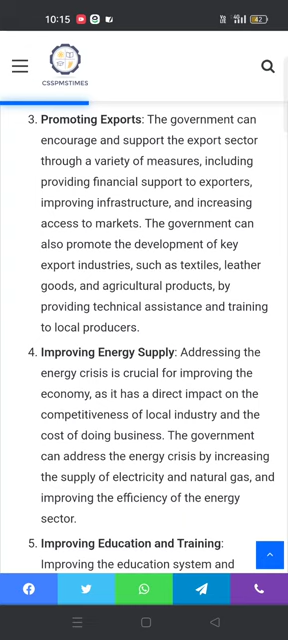 10:15
42
CSSPMSTIMES
3. Promoting Exports: The government can
encourage and support the export sector
through a variety of measures, including
providing financial support to exporters,
improving infrastructure, and increasing
access to markets. The government can
also promote the development of key
export industries, such as textiles, leather
goods, and agricultural products, by
providing technical assistance and training
to local producers.
4. Improving Energy Supply: Addressing the
energy crisis is crucial for improving the
economy, as it has a direct impact on the
competitiveness of local industry and the
cost of doing business. The government
can address the energy crisis by increasing
the supply of electricity and natural gas, and
improving the efficiency of the energy
sector.
5. Improving Education and Training:
Improving the education system and